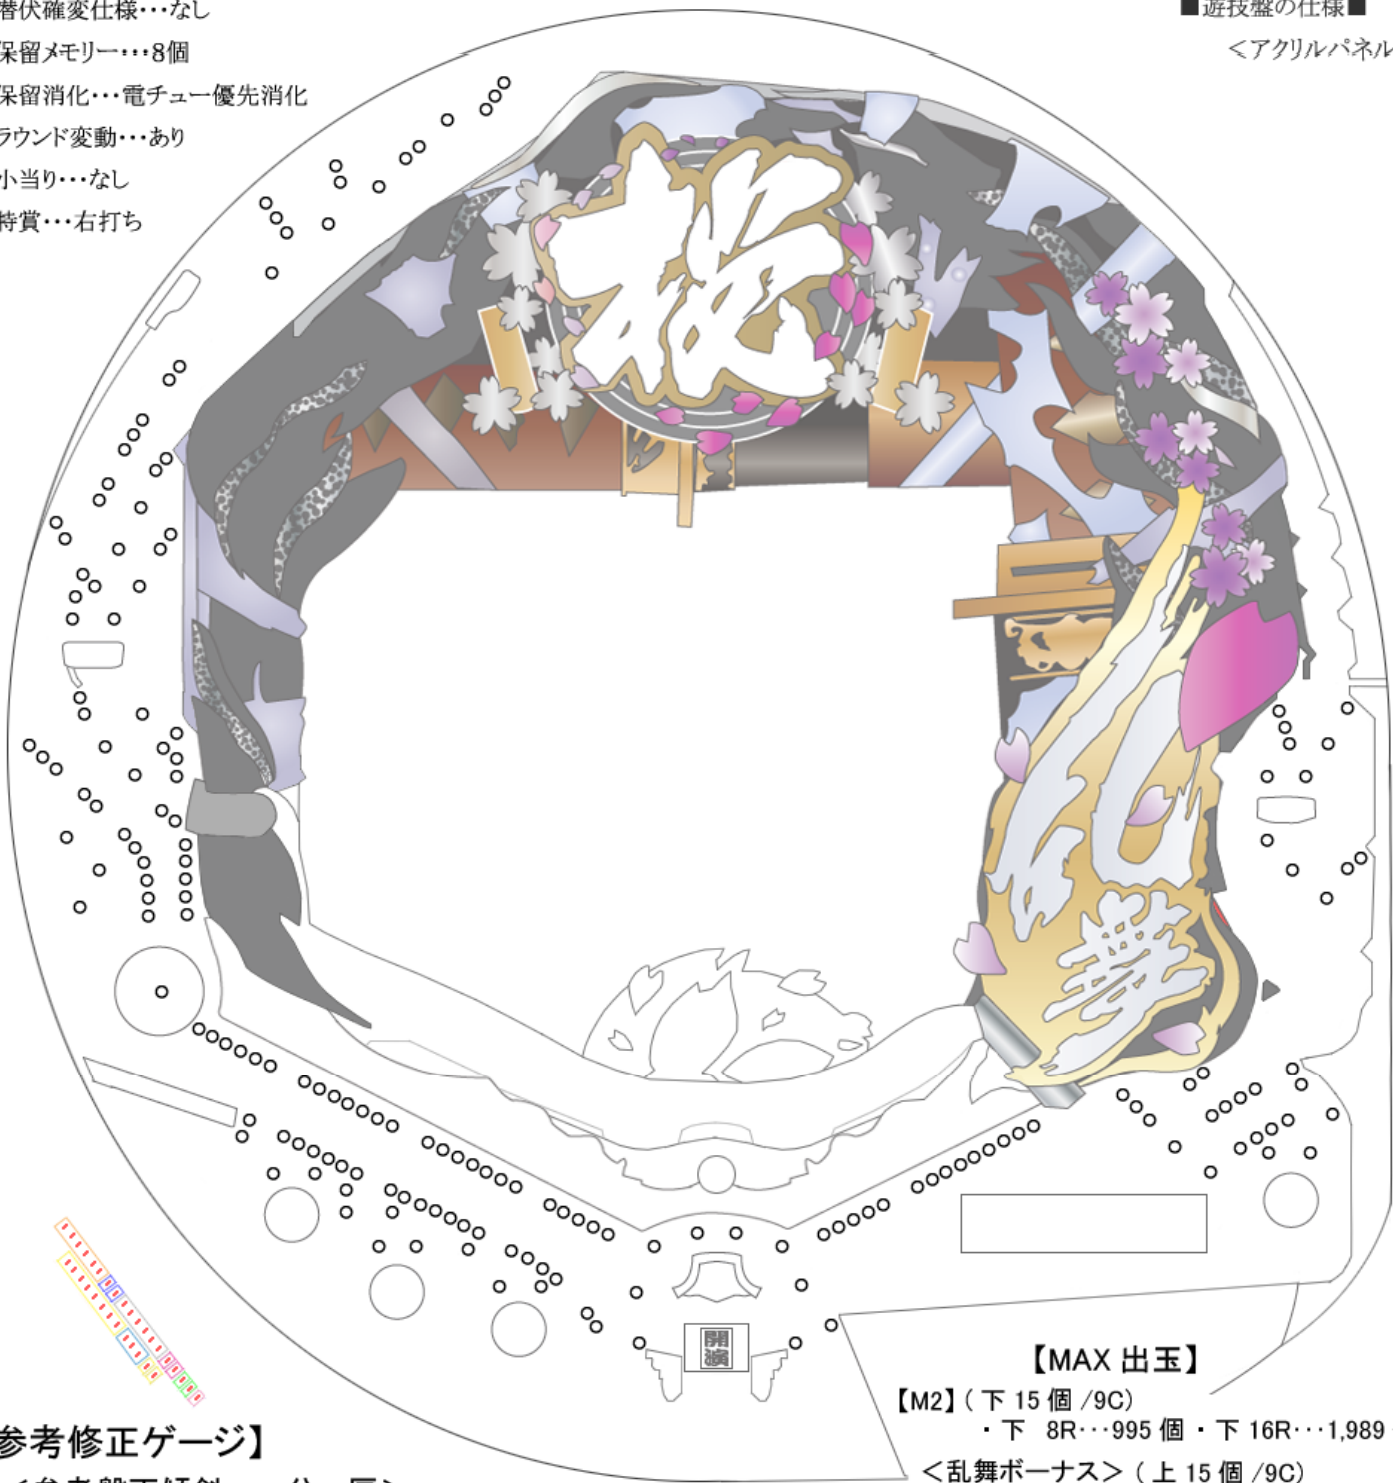 潜伏確変仕様･･･なし
保留メモリー･･･8個
保留消化･･･電チュー優先消化
ラウンド変動･･･あり
小当り･･･なし
特賞･･･右打ち
■遊技盤の仕様■
＜アクリルパネル
桜
乱
舞
開
演
【MAX 出玉】
【M2】( 下 15 個 /9C)
・下 8R･･･995 個 ・下 16R･･･1,989
＜乱舞ボーナス＞ ( 上 15 個 /9C)
参考修正ゲージ】